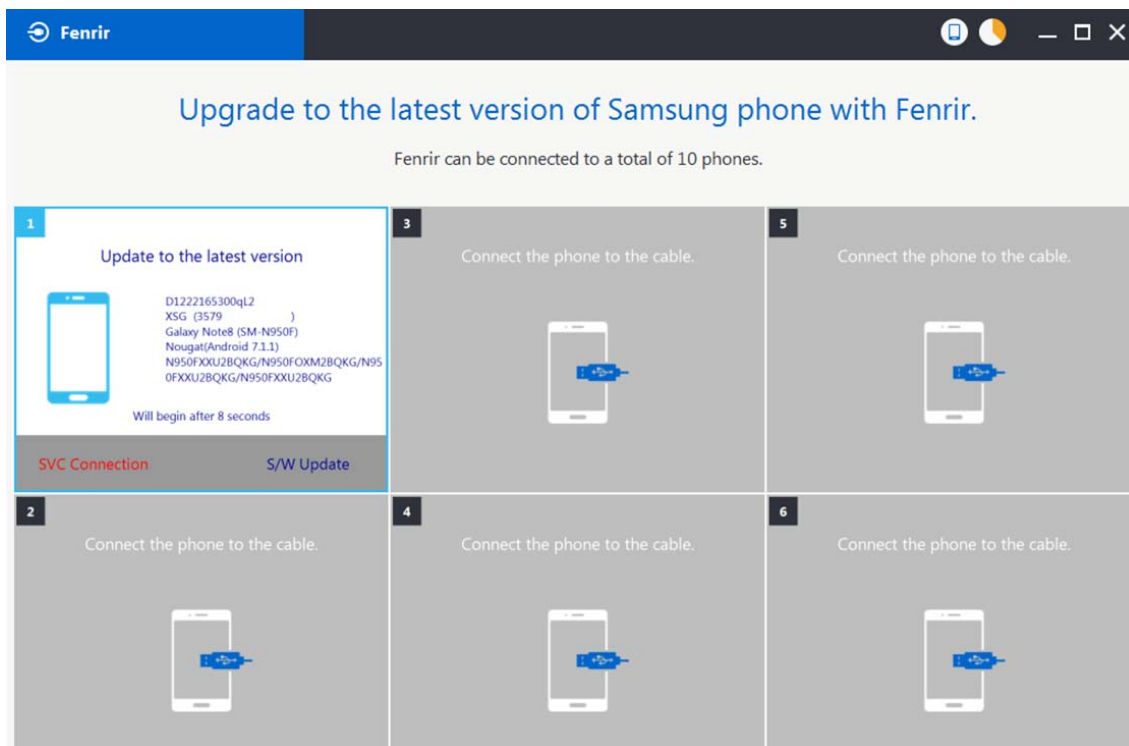 Fenrir
Upgrade to the latest version of Samsung phone with Fenrir.
Fenrir can be connected to a total of 10 phones.
1
Update to the latest version
D1222165300qL2
XSG (3579 )
Galaxy Note8 (SM-N950F)
Nougat(Android 7.1.1)
N950FXXU2BQKG/N950FOXM2BQKG/N95
0FXXU2BQKG/N950FXXU2BQKG
Will begin after 8 seconds
SVC Connection
S/W Update
2
Connect the phone to the cable.
3
Connect the phone to the cable.
4
Connect the phone to the cable.
5
Connect the phone to the cable.
6
Connect the phone to the cable.